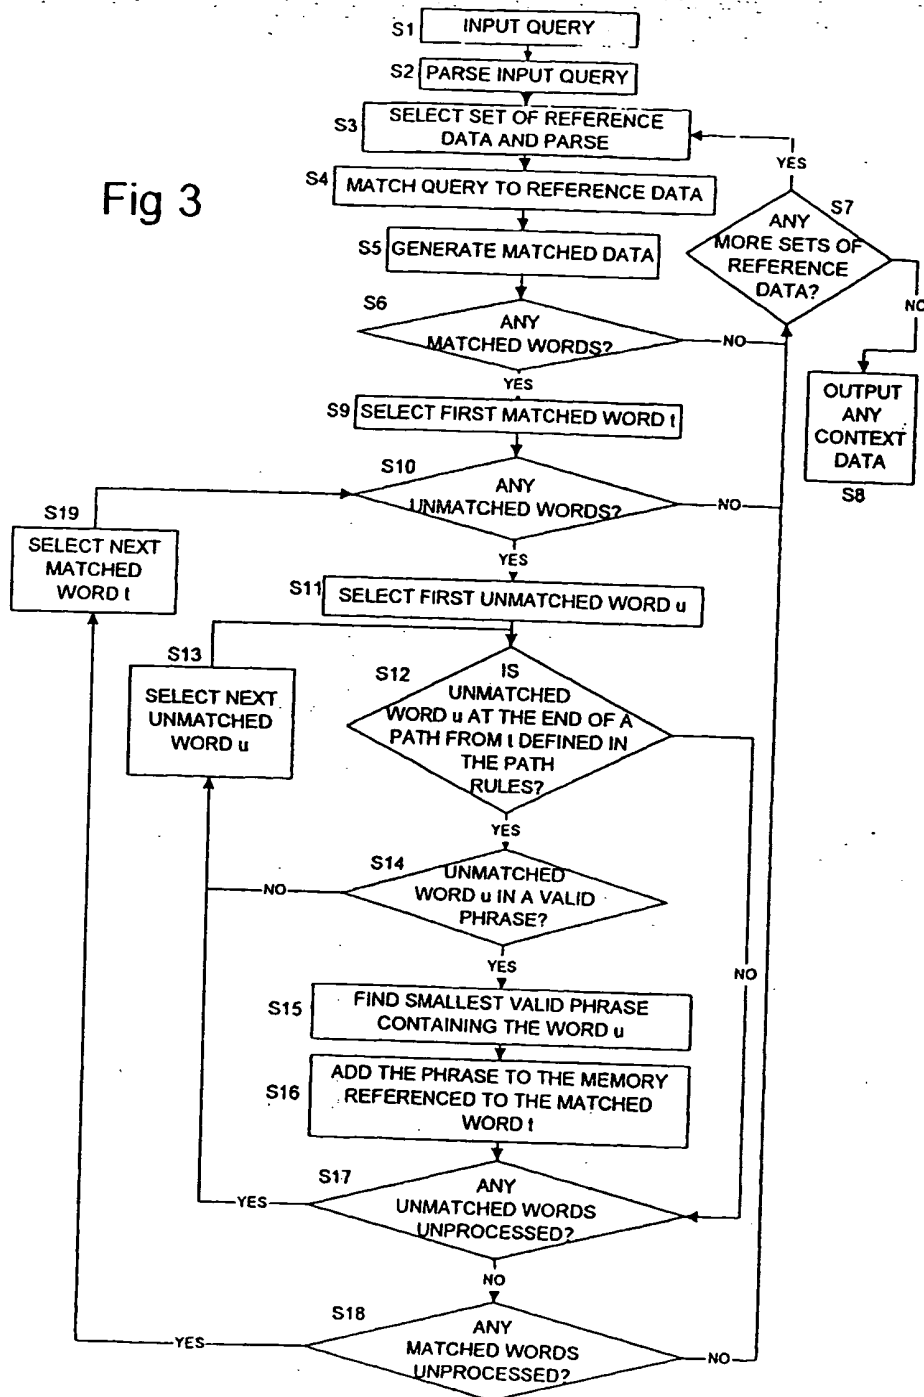 S1
INPUT QUERY
S2
PARSE INPUT QUERY
S3
SELECT SET OF REFERENCE
DATA AND PARSE
YES
S4
MATCH QUERY TO REFERENCE DATA
Fig 3
S7
ANY
MORE SETS OF
REFERENCE
DATA?
NO
S5
GENERATE MATCHED DATA
S6
ANY
MATCHED WORDS?
NO
YES
OUTPUT
ANY
CONTEXT
DATA
S8
S9
SELECT FIRST MATCHED WORD t
S10
ANY
UNMATCHED WORDS?
NO
YES
S19
SELECT NEXT
MATCHED
WORD t
S11
SELECT FIRST UNMATCHED WORD u
S13
SELECT NEXT
UNMATCHED
WORD u
S12
IS
UNMATCHED
WORD u AT THE END OF A
PATH FROM t DEFINED IN
THE PATH
RULES?
YES
NO
S14
UNMATCHED
WORD u IN A VALID
PHRASE?
NO
YES
S15
FIND SMALLEST VALID PHRASE
CONTAINING THE WORD u
S16
ADD THE PHRASE TO THE MEMORY
REFERENCED TO THE MATCHED
WORD t
S17
ANY
UNMATCHED WORDS
UNPROCESSED?
YES
NO
S18
ANY
MATCHED WORDS
UNPROCESSED?
YES
NO